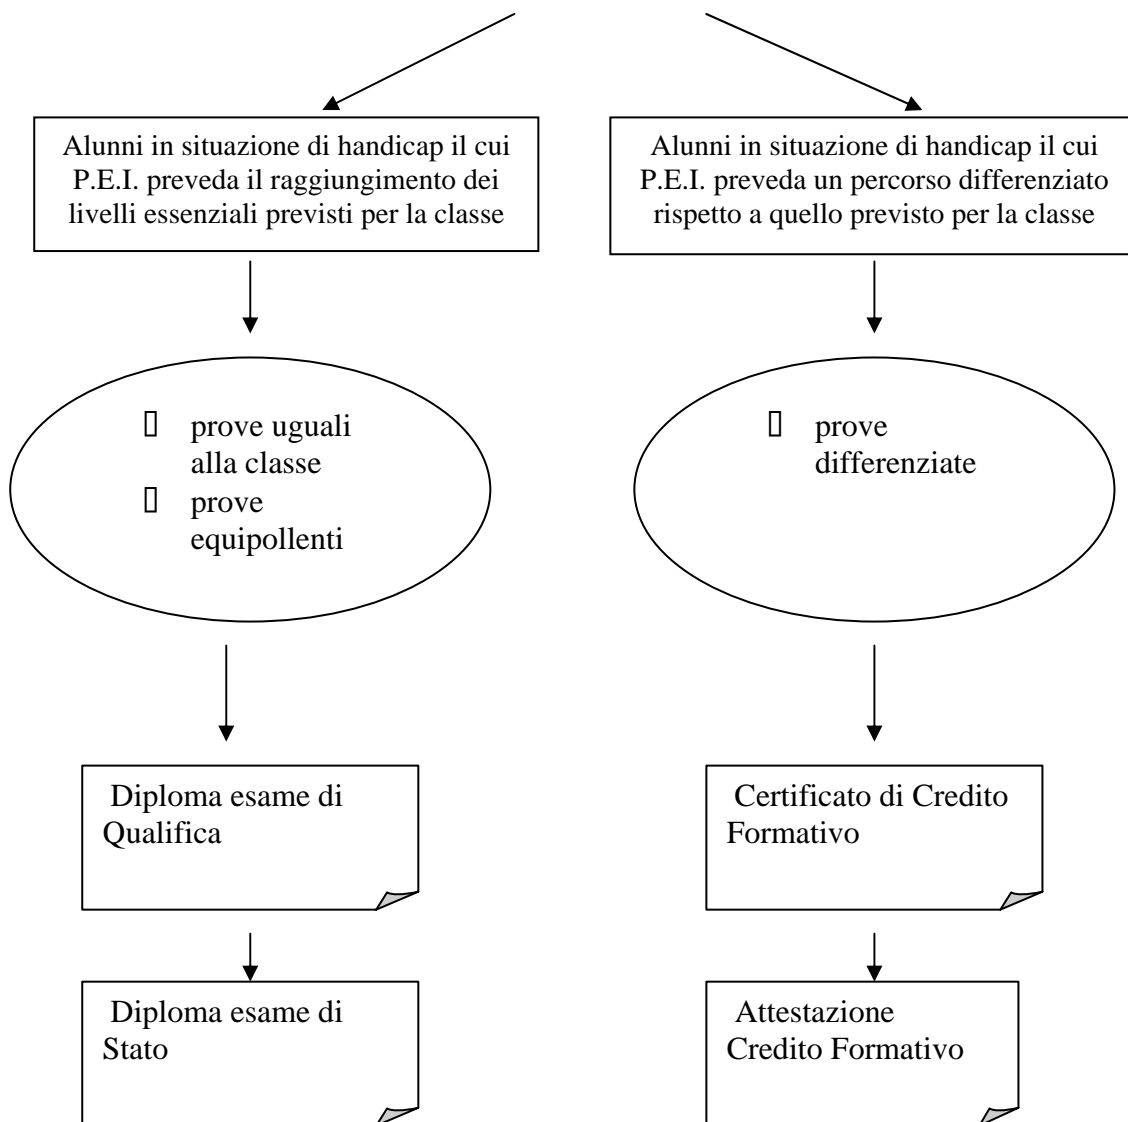 Alunni in situazione di handicap il cui
P.E.I. preveda il raggiungimento dei
livelli essenziali previsti per la classe
Alunni in situazione di handicap il cui
P.E.I. preveda un percorso differenziato
rispetto a quello previsto per la classe
prove uguali
alla classe
prove
equipollenti
prove
differenziate
Diploma esame di
Qualifica
Certificato di Credito
Formativo
Diploma esame di
Stato
Attestazione
Credito Formativo